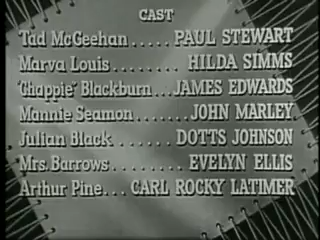 CAST
Tad McGeehan..... PAUL STEWART
Marva Louis....... HILDA SIMMS
"Chappie" Blackburn... JAMES EDWARDS
Mannie Seamon...... JOHN MARLEY
Julian Black...... DOTTS JOHNSON
Mrs. Barrows........ EVELYN ELLIS
Arthur Pine... CARL ROCKY LATIMER